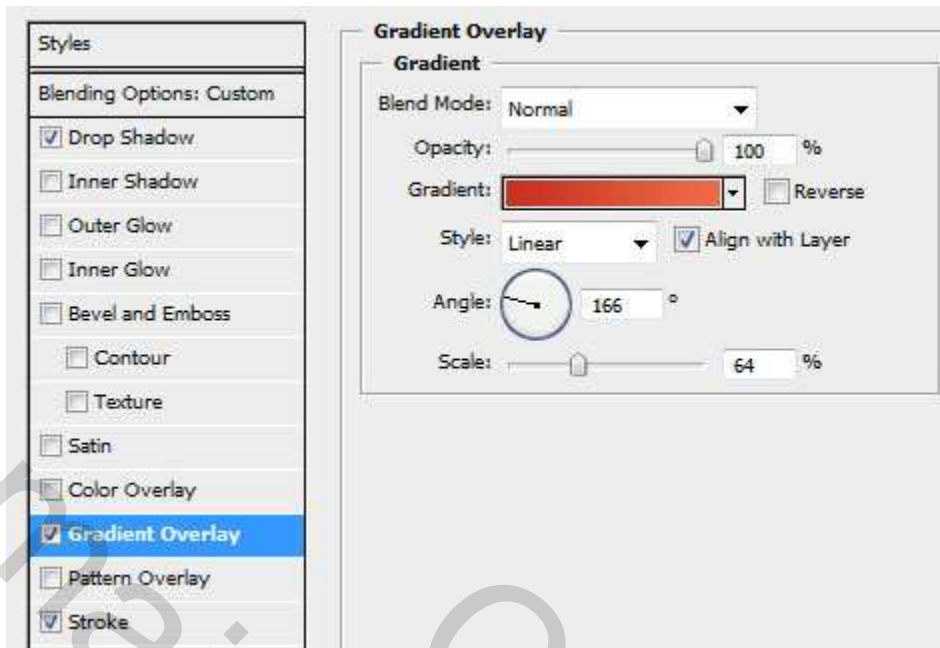 Styles
Blending Options: Custom
Drop Shadow
Inner Shadow
Outer Glow
Inner Glow
Bevel and Emboss
Contour
Texture
Satin
Color Overlay
Gradient Overlay
Pattern Overlay
Stroke
Gradient Overlay
Gradient
Blend Mode: Normal
Opacity: 100 %
Gradient: Reverse
Style: Linear Align with Layer
Angle: 166 °
Scale: 64 %